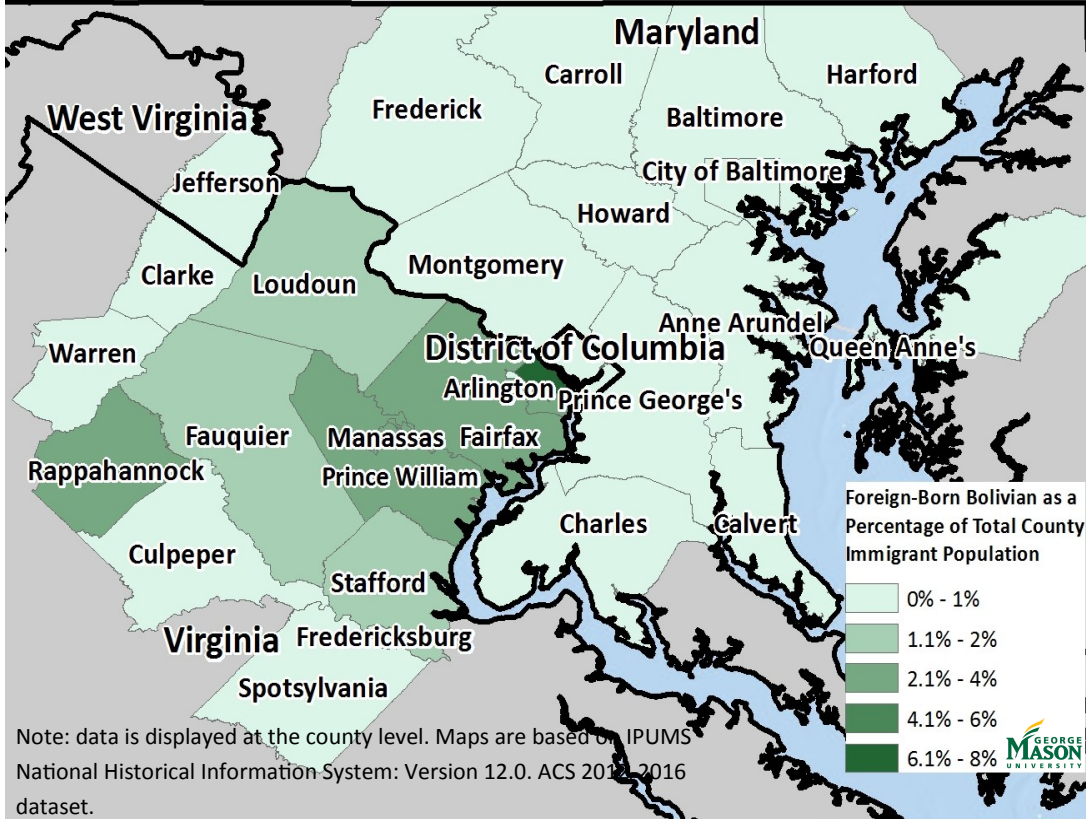 Maryland
Carroll
Harford
Frederick
West Virginia
Baltimore
City of Baltimore
Jefferson
Howard
Montgomery
Clarke
Loudoun
Anne Arundel
District of Columbia
Queen Anne's
Warren
Arlington
Prince George's
Fauquier
Manassas
Fairfax
Rappahannock
Prince William
Charles
Calvert
Culpeper
Stafford
Virginia
Fredericksburg
Spotsylvania
Foreign-Born Bolivian as a
Percentage of Total County
Immigrant Population
0% - 1%
1.1% - 2%
2.1% - 4%
4.1% - 6%
6.1% - 8%
GEORGE
MASON
UNIVERSITY
Note: data is displayed at the county level. Maps are based on IPUMS
National Historical Information System: Version 12.0. ACS 2012-2016
dataset.